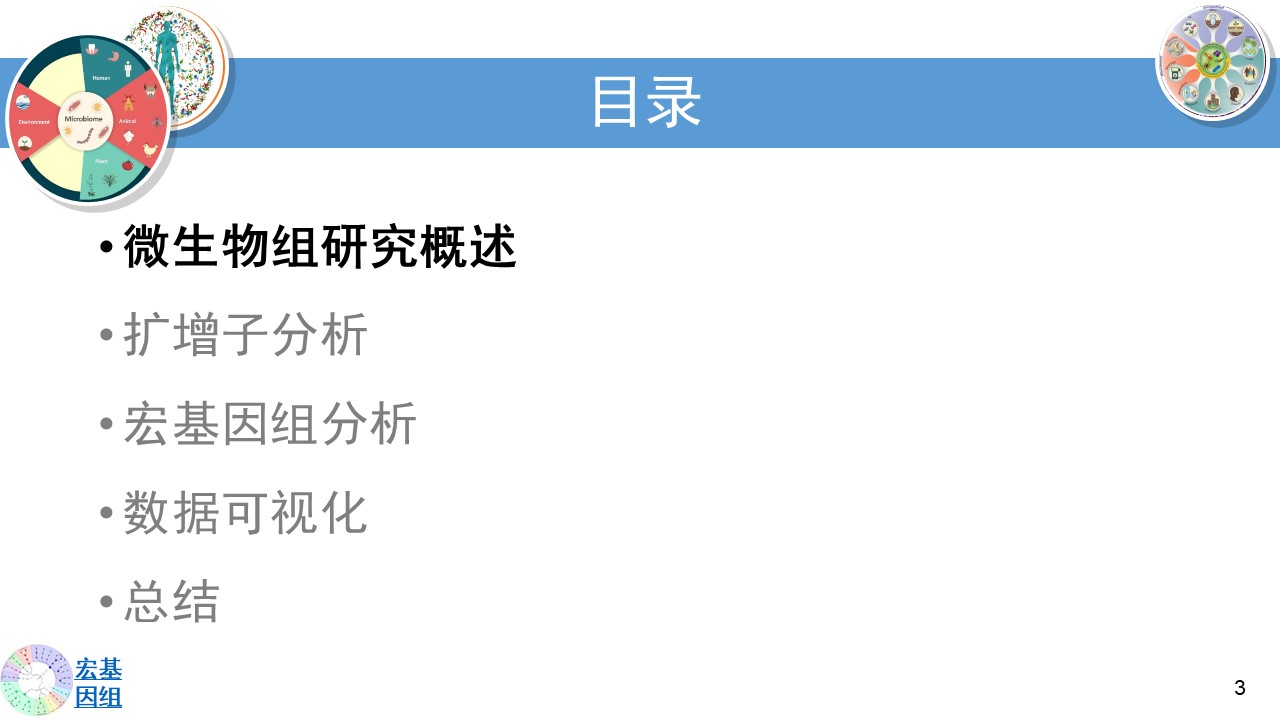 目录
Human
Environment
Microbiome
Animal
Plant
•微生物组研究概述
•扩增子分析
•宏基因组分析
•数据可视化
•总结
宏基
因组
3